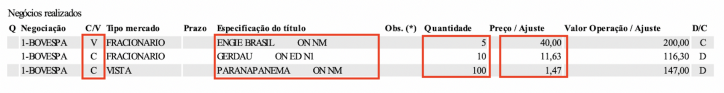 Negócios realizados
Q Negociação C/V Tipo mercado Prazo Especificação do título Obs. (*) Quantidade Preço / Ajuste Valor Operação / Ajuste D/C
1-BOVESPA V FRACIONARIO ENGIE BRASIL ON NM 5 40,00 200,00 C
1-BOVESPA C FRACIONARIO GERDAU ON ED N1 10 11,63 116,30 D
1-BOVESPA C VISTA PARANAPANEMA ON NM 100 1,47 147,00 D